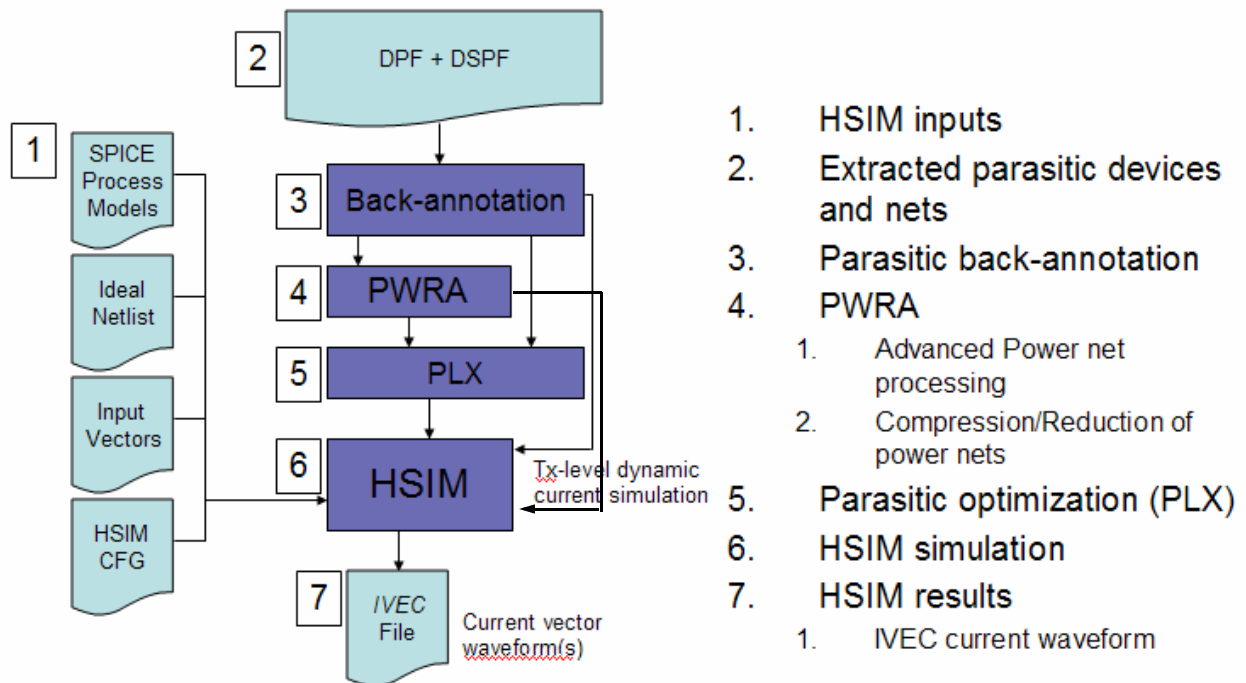 2
DPF + DSPF
1
SPICE
Process
Models
3
Back-annotation
Ideal
Netlist
4
PWRA
5
PLX
Input
Vectors
6
HSIM
Tx-level dynamic
current simulation
HSIM
CFG
7
IVEC
File
Current vector
waveform(s)
1. HSIM inputs
2. Extracted parasitic devices
and nets
3. Parasitic back-annotation
4. PWRA
1. Advanced Power net
processing
2. Compression/Reduction of
power nets
5. Parasitic optimization (PLX)
6. HSIM simulation
7. HSIM results
1. IVEC current waveform